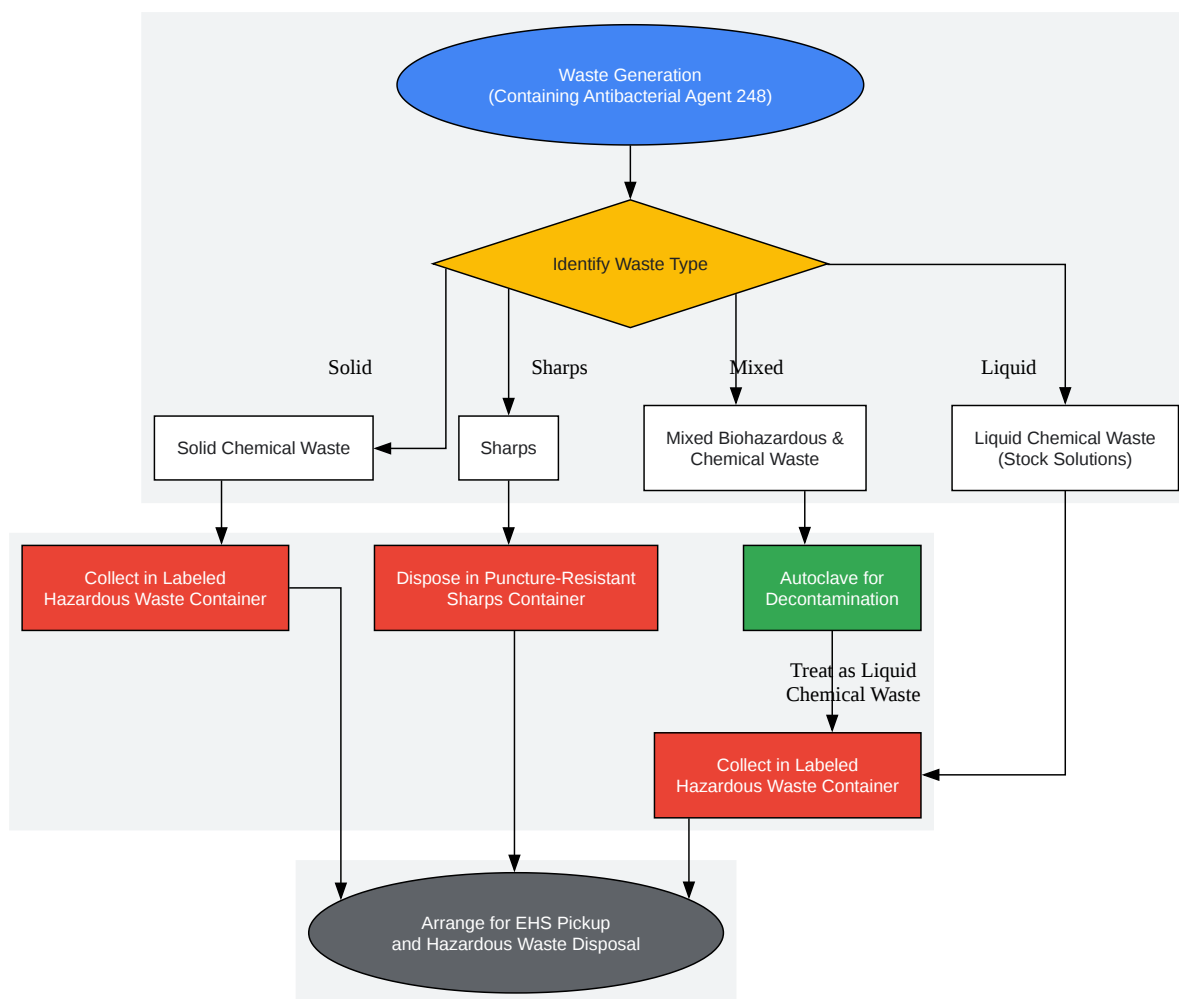 Waste Generation
(Containing Antibacterial Agent 248)
Identify Waste Type
Solid
Sharps
Mixed
Liquid
Solid Chemical Waste
Sharps
Mixed Biohazardous &
Chemical Waste
Liquid Chemical Waste
(Stock Solutions)
Collect in Labeled
Hazardous Waste Container
Dispose in Puncture-Resistant
Sharps Container
Autoclave for
Decontamination
Treat as Liquid
Chemical Waste
Collect in Labeled
Hazardous Waste Container
Arrange for EHS Pickup
and Hazardous Waste Disposal